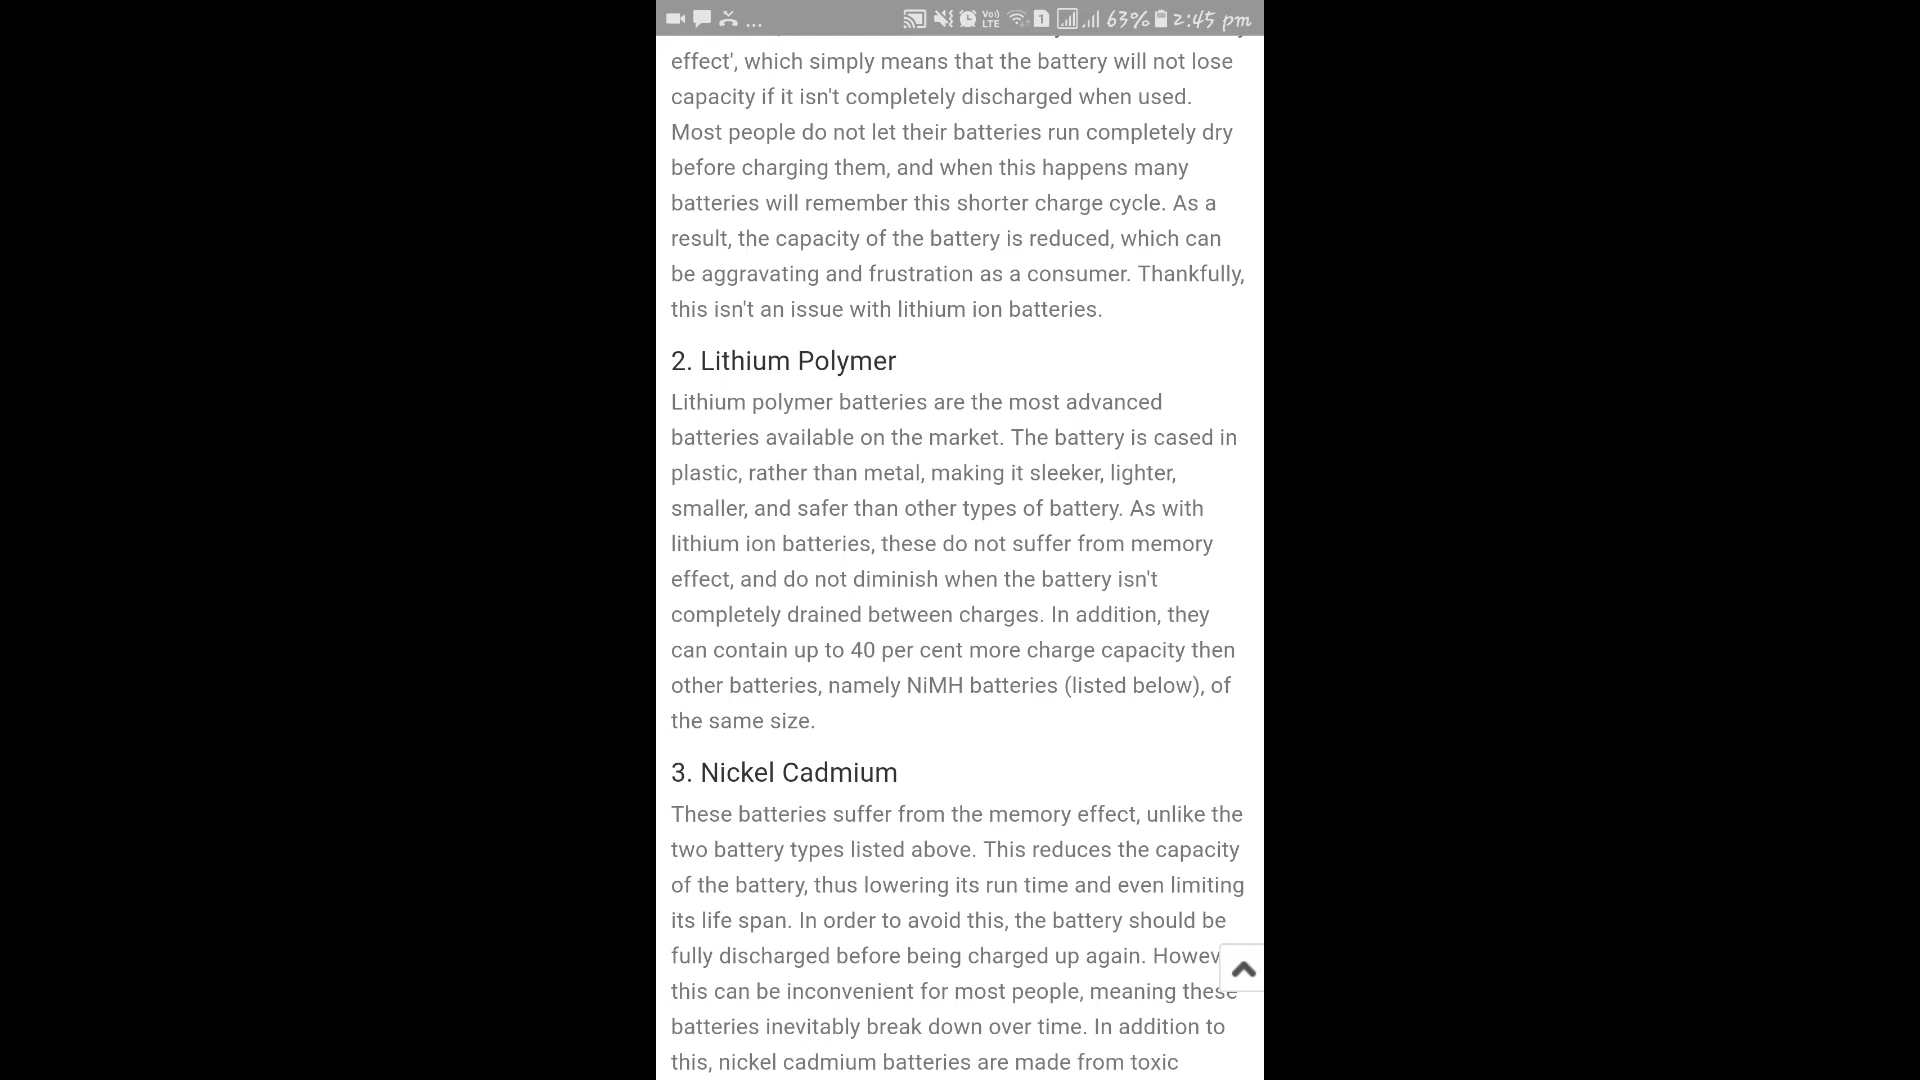 ... Vo) LTE 1 63% 2:45 pm
effect', which simply means that the battery will not lose
capacity if it isn't completely discharged when used.
Most people do not let their batteries run completely dry
before charging them, and when this happens many
batteries will remember this shorter charge cycle. As a
result, the capacity of the battery is reduced, which can
be aggravating and frustration as a consumer. Thankfully,
this isn't an issue with lithium ion batteries.
2. Lithium Polymer
Lithium polymer batteries are the most advanced
batteries available on the market. The battery is cased in
plastic, rather than metal, making it sleeker, lighter,
smaller, and safer than other types of battery. As with
lithium ion batteries, these do not suffer from memory
effect, and do not diminish when the battery isn't
completely drained between charges. In addition, they
can contain up to 40 per cent more charge capacity then
other batteries, namely NiMH batteries (listed below), of
the same size.
3. Nickel Cadmium
These batteries suffer from the memory effect, unlike the
two battery types listed above. This reduces the capacity
of the battery, thus lowering its run time and even limiting
its life span. In order to avoid this, the battery should be
fully discharged before being charged up again. Howev
this can be inconvenient for most people, meaning these
batteries inevitably break down over time. In addition to
this, nickel cadmium batteries are made from toxic